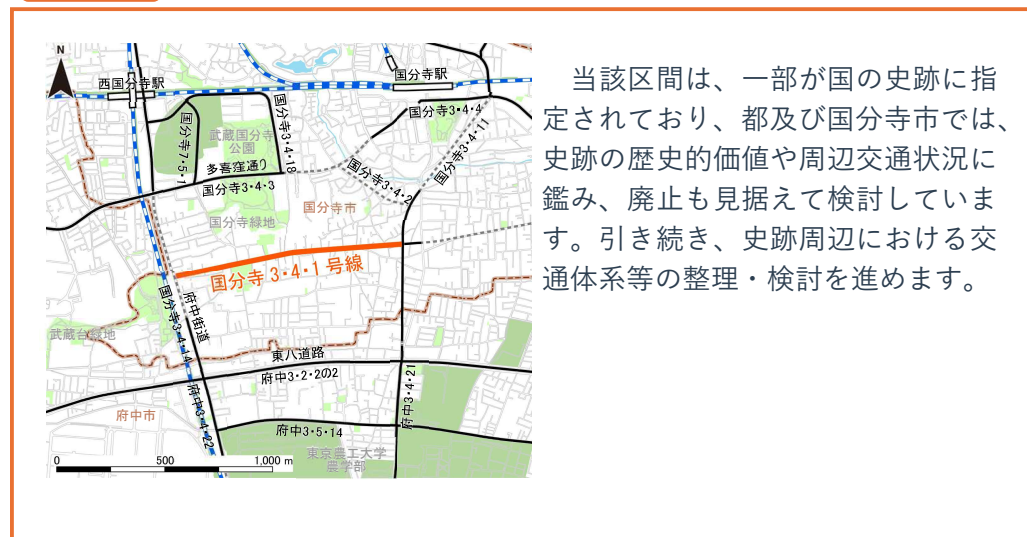 N
西国分寺駅
国分寺駅
国分寺3・4・4
国分寺3・4・11
国分寺3・4・18
国分寺7・5・1
武蔵国分寺
公園
多喜窪通り
国分寺3・4・3
国分寺3・4・2
国分寺市
国分寺緑地
国分寺 3・4・1 号線
国分寺3・4・14
府中街道
武蔵台緑地
東八道路
府中3・2・2の2
府中3・4・21
府中3・4・22
府中市
府中3・5・14
東京農工大学
農学部
0 500 1,000 m
当該区間は、一部が国の史跡に指
定されており、都及び国分寺市では、
史跡の歴史的価値や周辺交通状況に
鑑み、廃止も見据えて検討していま
す。引き続き、史跡周辺における交
通体系等の整理・検討を進めます。